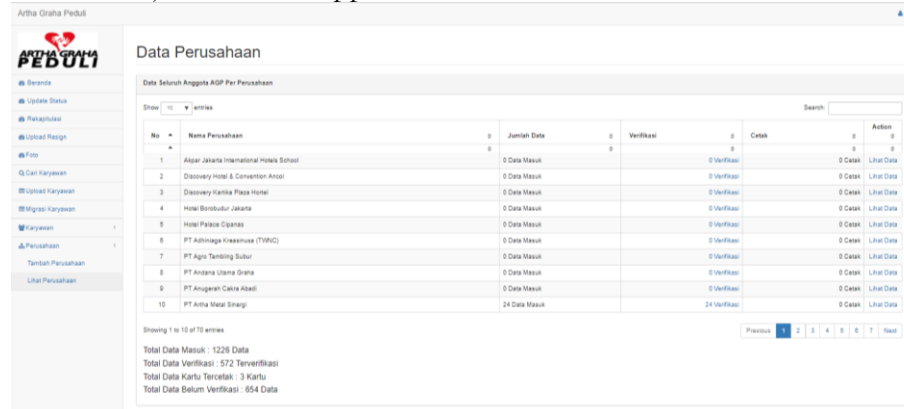 Artha Graha Peduli
ARTHA GRAHA
PEDULI
Beranda
Update Status
Rekapitulasi
Upload Resign
Foto
Cari Karyawan
Upload Karyawan
Migrasi Karyawan
Karyawan
Perusahaan
Tambah Perusahaan
Lihat Perusahaan
Data Perusahaan
Data Seluruh Anggota AGP Per Perusahaan
Show 10 entries Search:
No Nama Perusahaan Jumlah Data Verifikasi Cetak Action
1 Akpar Jakarta International Hotels School 0 Data Masuk 0 Verifikasi 0 Cetak Lihat Data
2 Discovery Hotel & Convention Ancol 0 Data Masuk 0 Verifikasi 0 Cetak Lihat Data
3 Discovery Kartika Plaza Hortel 0 Data Masuk 0 Verifikasi 0 Cetak Lihat Data
4 Hotel Borobudur Jakarta 0 Data Masuk 0 Verifikasi 0 Cetak Lihat Data
5 Hotel Palace Cipanas 0 Data Masuk 0 Verifikasi 0 Cetak Lihat Data
6 PT Adhiniaga Kreasinusa (TWNC) 0 Data Masuk 0 Verifikasi 0 Cetak Lihat Data
7 PT Agro Tambling Subur 0 Data Masuk 0 Verifikasi 0 Cetak Lihat Data
8 PT Andana Utama Graha 0 Data Masuk 0 Verifikasi 0 Cetak Lihat Data
9 PT Anugerah Cakra Abadi 0 Data Masuk 0 Verifikasi 0 Cetak Lihat Data
10 PT Artha Metal Sinergi 24 Data Masuk 24 Verifikasi 0 Cetak Lihat Data
Showing 1 to 10 of 70 entries Previous 1 2 3 4 5 6 7 Next
Total Data Masuk : 1226 Data
Total Data Verifikasi : 572 Terverifikasi
Total Data Kartu Tercetak : 3 Kartu
Total Data Belum Verifikasi : 654 Data